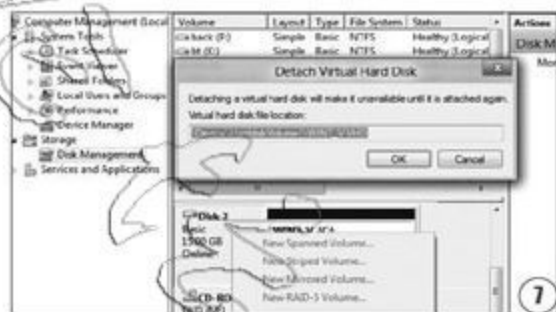 Computer Management (Local
System Tools
Task Scheduler
Event Viewer
Shared Folders
Local Users and Groups
Performance
Device Manager
Storage
Disk Management
Services and Applications
Volume Layout Type File System Status
back (P:) Simple Basic NTFS Healthy (Logical
Simple Basic NTFS Healthy (Logical
Actions
Disk M
Mor
Detach Virtual Hard Disk
Detaching a virtual hard disk will make it unavailable until it is attached again.
Virtual hard disk file location:
OK Cancel
Disk 2
Basic
Online
New Spanned Volume...
New Striped Volume...
New Mirrored Volume...
New RAID-5 Volume...